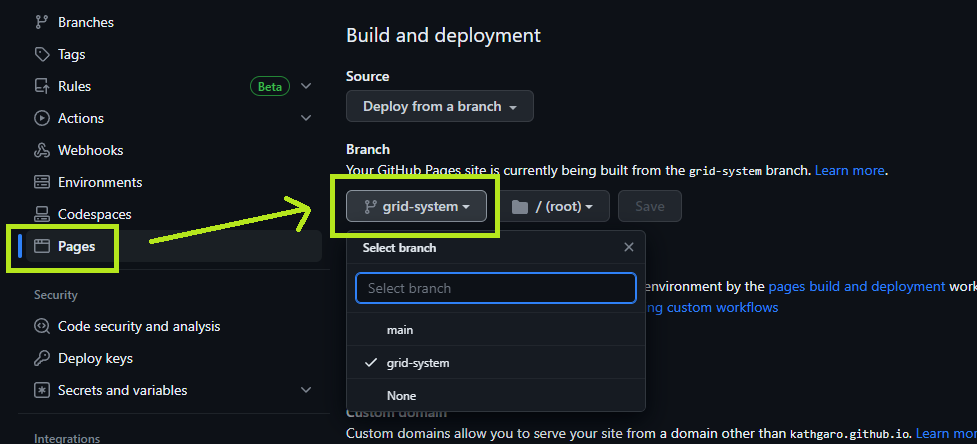 Branches
Tags
Rules Beta
Actions
Webhooks
Environments
Codespaces
Pages
Security
Code security and analysis
Deploy keys
Secrets and variables
Integrations
Build and deployment
Source
Deploy from a branch
Branch
Your GitHub Pages site is currently being built from the grid-system branch. Learn more.
grid-system / (root) Save
Select branch
Select branch
main
grid-system
None
environment by the pages build and deployment
custom workflows
Custom domain
Custom domains allow you to serve your site from a domain other than kathgaro.github.io. Learn